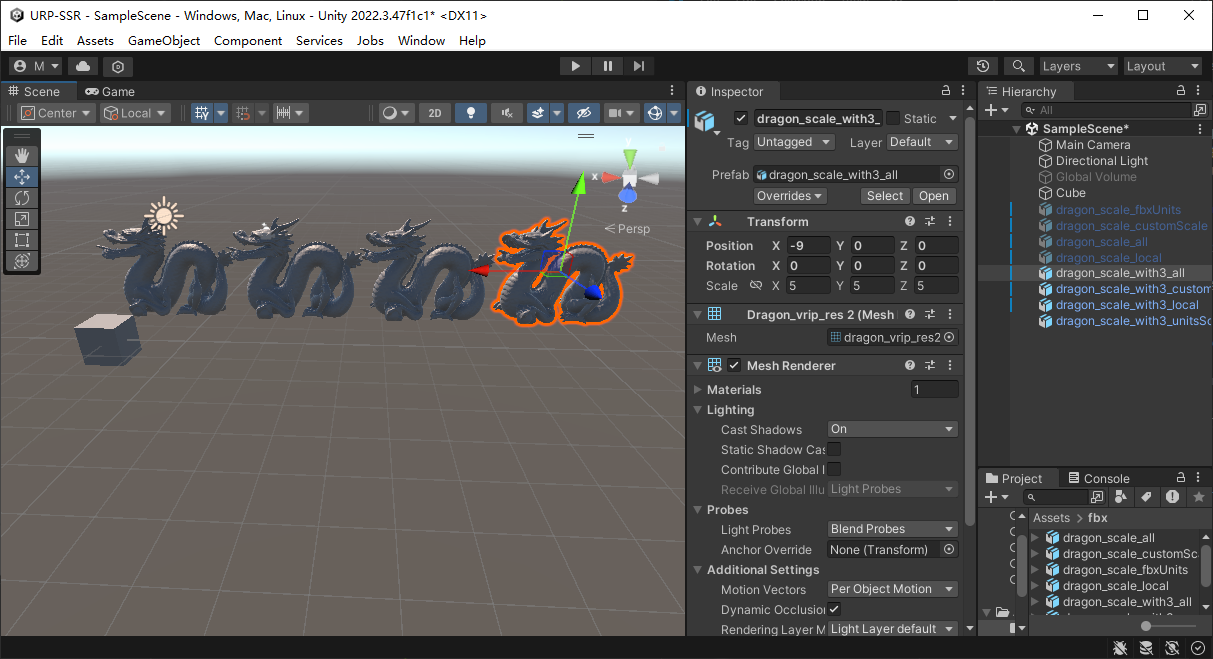 URP-SSR - SampleScene - Windows, Mac, Linux - Unity 2022.3.47f1c1* <DX11>
File Edit Assets GameObject Component Services Jobs Window Help
M Layers Layout
Scene Game
Center Local 2D
Persp
x
z
Inspector
dragon_scale_with3_ Static
Tag Untagged Layer Default
Prefab dragon_scale_with3_all
Overrides Select Open
Transform
Position X -9 Y 0 Z 0
Rotation X 0 Y 0 Z 0
Scale X 5 Y 5 Z 5
Dragon_vrip_res 2 (Mesh
Mesh dragon_vrip_res2
Mesh Renderer
Materials 1
Lighting
Cast Shadows On
Static Shadow Cas
Contribute Global I
Receive Global Illu Light Probes
Probes
Light Probes Blend Probes
Anchor Override None (Transform)
Additional Settings
Motion Vectors Per Object Motion
Dynamic Occlusion
Rendering Layer M Light Layer default
Hierarchy
All
SampleScene*
Main Camera
Directional Light
Global Volume
Cube
dragon_scale_fbxUnits
dragon_scale_customScale
dragon_scale_all
dragon_scale_local
dragon_scale_with3_all
dragon_scale_with3_custom
dragon_scale_with3_local
dragon_scale_with3_unitsSc
Project Console
Assets > fbx
dragon_scale_all
dragon_scale_customSc
dragon_scale_fbxUnits
dragon_scale_local
dragon_scale_with3_all